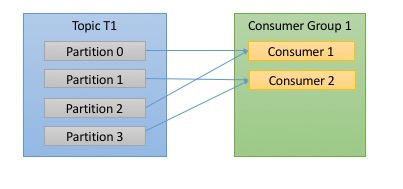 Topic T1
Partition 0
Partition 1
Partition 2
Partition 3
Consumer Group 1
Consumer 1
Consumer 2